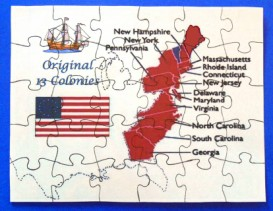 New Hampshire
New York
Pennsylvania
Massachusetts
Rhode Island
Connecticut
New Jersey
Original
13 Colonies
Delaware
Maryland
Virginia
North Carolina
South Carolina
Georgia